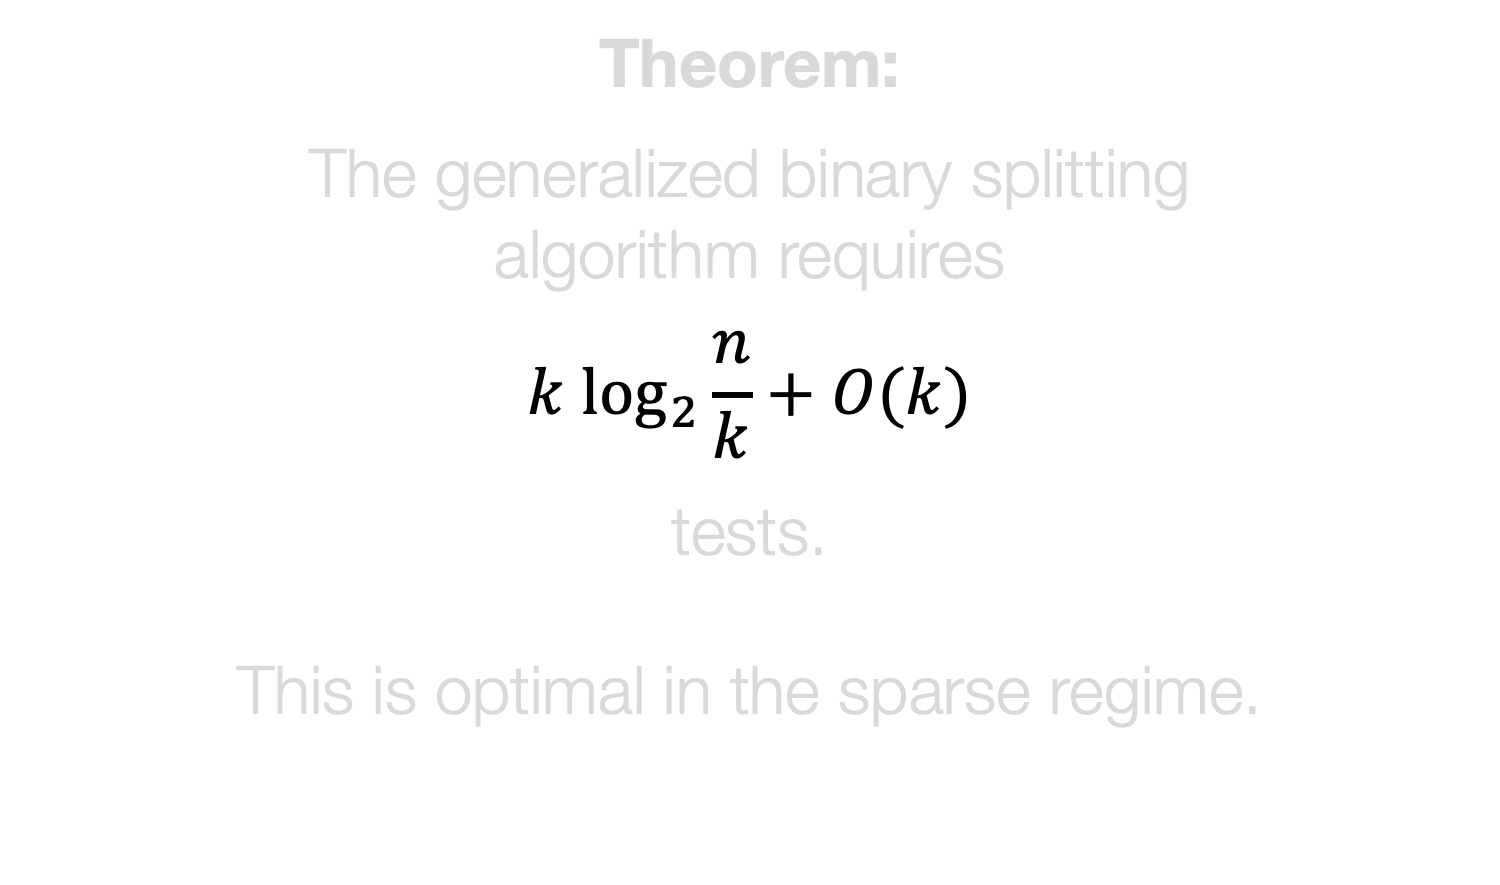 Theorem:
The generalized binary splitting
algorithm requires
k log₂ n/k + O(k)
tests.
This is optimal in the sparse regime.